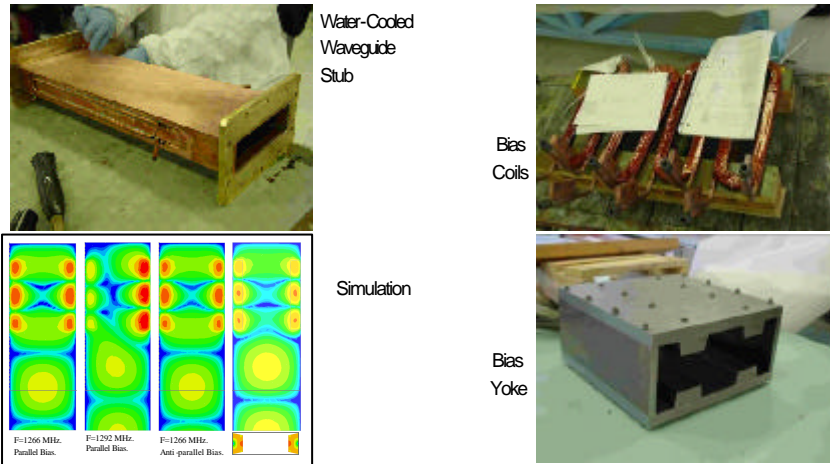 Water-Cooled
Waveguide
Stub
Bias
Coils
Simulation
Bias
Yoke
F=1266 MHz.
Parallel Bias.
F=1292 MHz.
Parallel Bias.
F=1266 MHz.
Anti -parallel Bias.